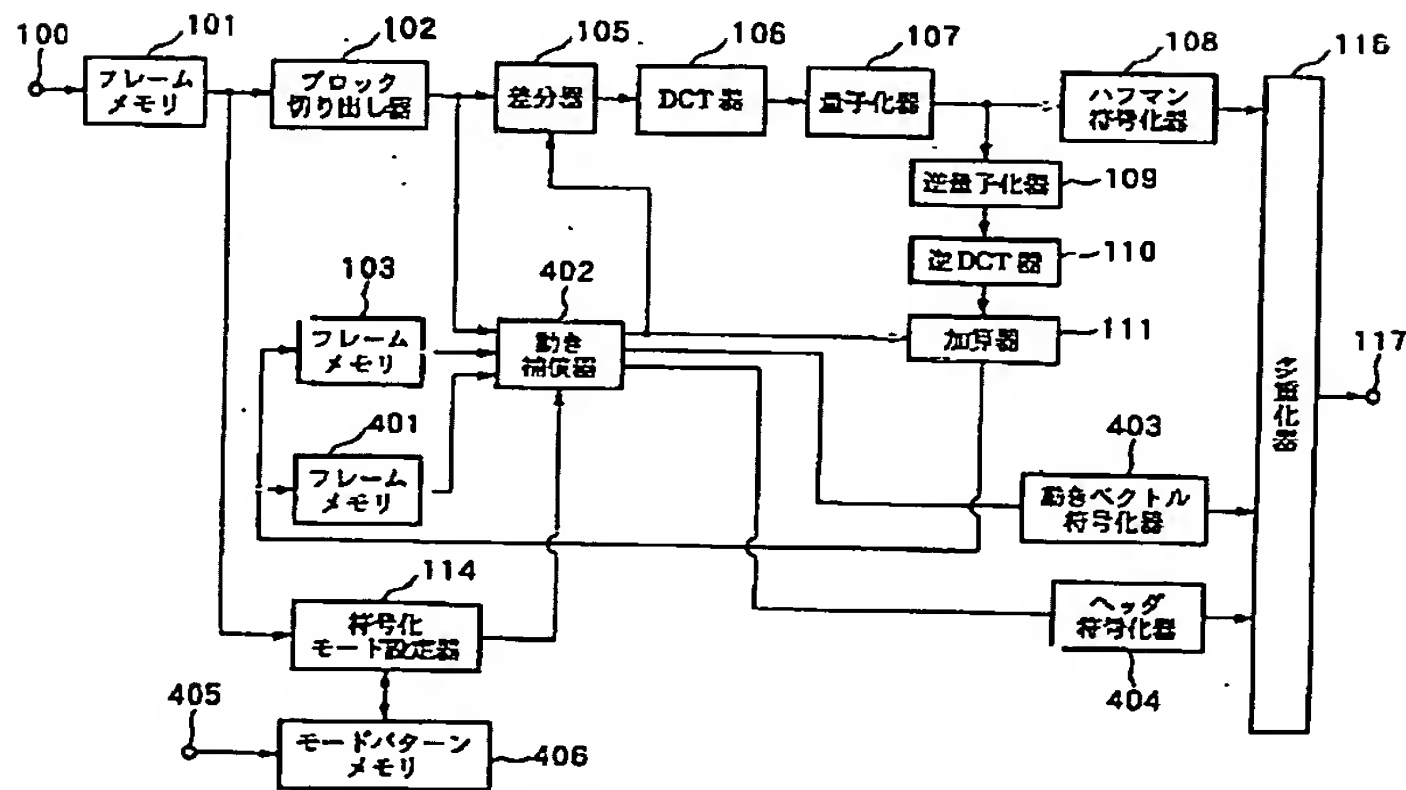 100
101
フレーム
メモリ
102
ブロック
切り出し器
105
差分器
106
DCT 器
107
量子化器
108
ハフマン
符号化器
116
多重化器
117
逆量子化器
109
逆DCT 器
110
加算器
111
103
フレーム
メモリ
402
動き
補償器
401
フレーム
メモリ
403
動きベクトル
符号化器
114
符号化
モード設定器
ヘッダ
符号化器
404
405
モードパターン
メモリ
406